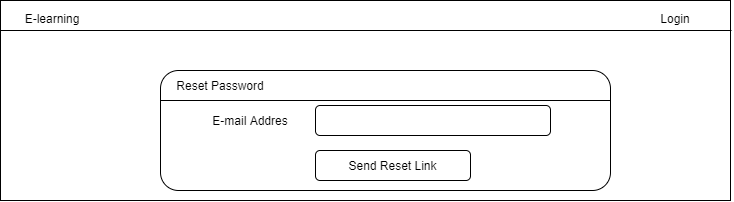 E-learning Login
Reset Password
E-mail Addres
Send Reset Link